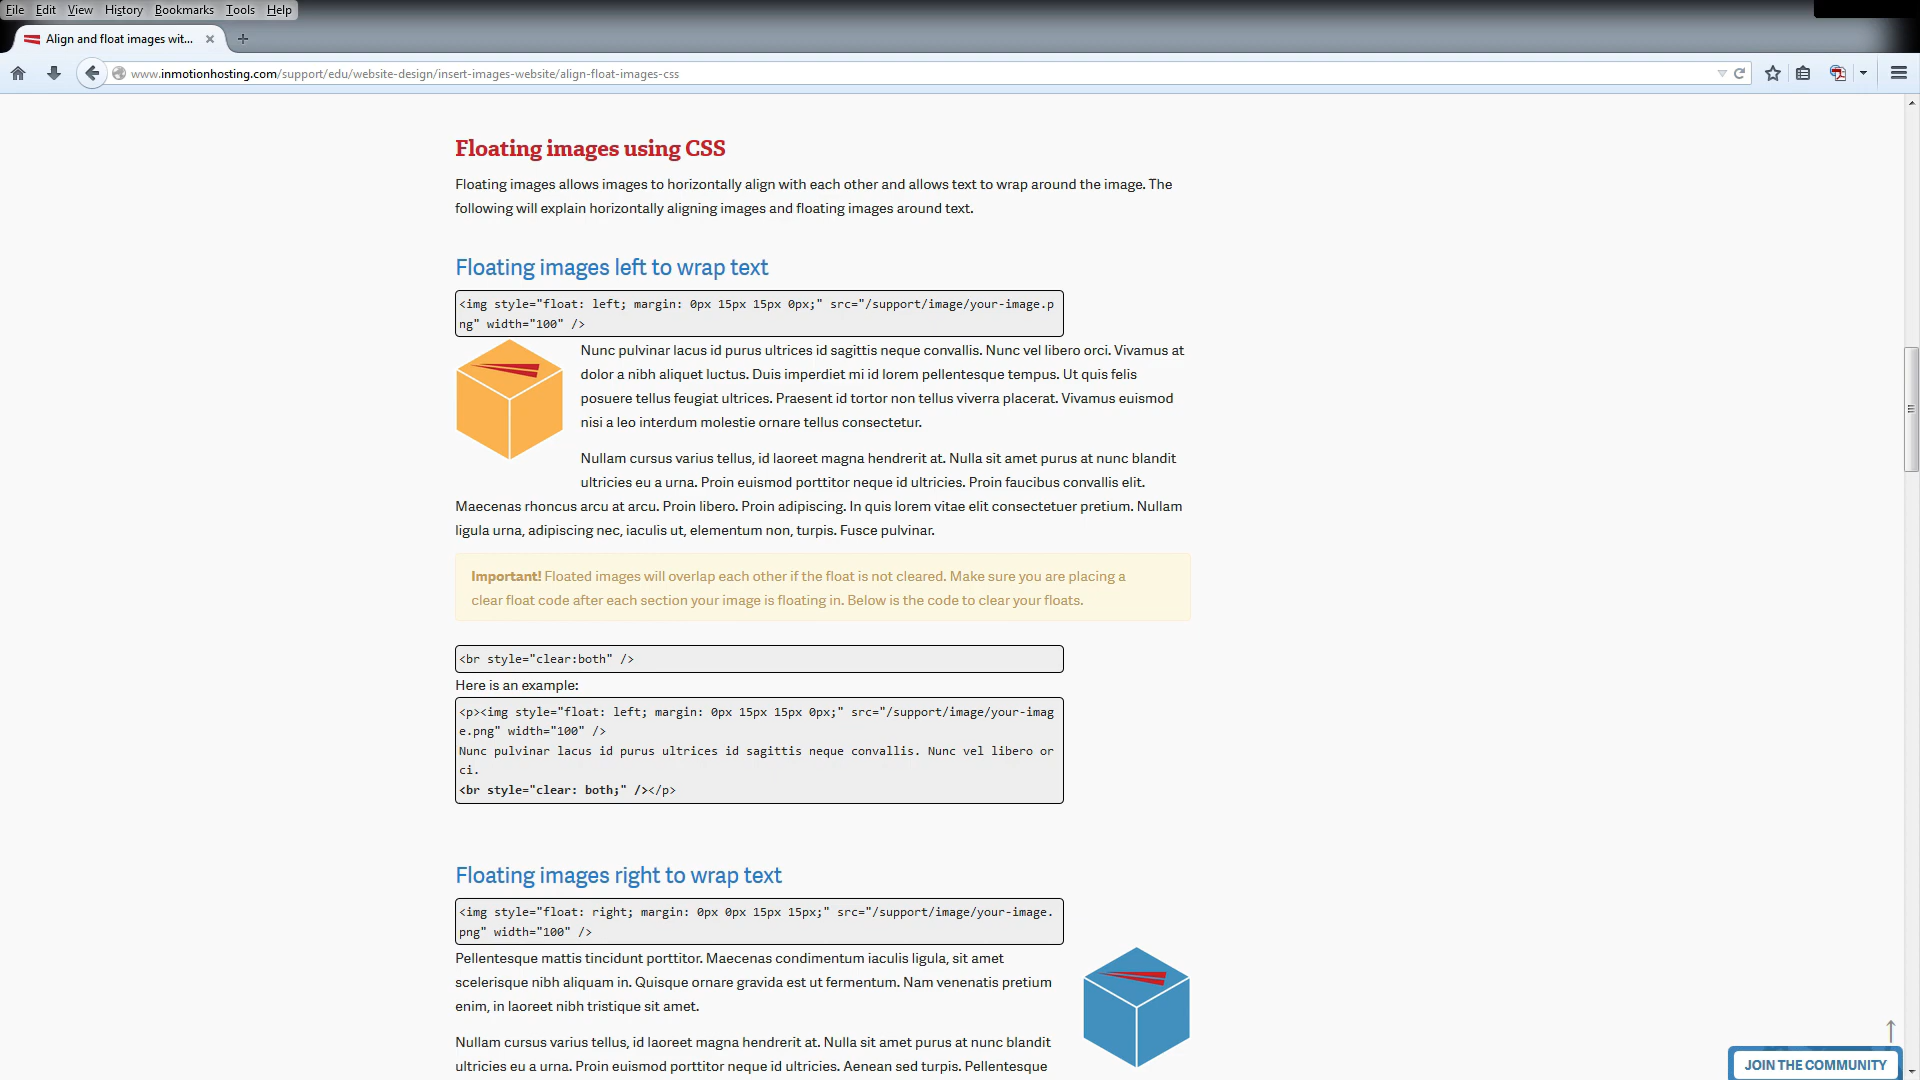 File Edit View History Bookmarks Tools Help
Align and float images wit...
www.inmotionhosting.com/support/edu/website-design/insert-images-website/align-float-images-css
Floating images using CSS
Floating images allows images to horizontally align with each other and allows text to wrap around the image. The
following will explain horizontally aligning images and floating images around text.
Floating images left to wrap text
<img style="float: left; margin: 0px 15px 15px 0px;" src="/support/image/your-image.p
ng" width="100" />
Nunc pulvinar lacus id purus ultrices id sagittis neque convallis. Nunc vel libero orci. Vivamus at
dolor a nibh aliquet luctus. Duis imperdiet mi id lorem pellentesque tempus. Ut quis felis
posuere tellus feugiat ultrices. Praesent id tortor non tellus viverra placerat. Vivamus euismod
nisi a leo interdum molestie ornare tellus consectetur.
Nullam cursus varius tellus, id laoreet magna hendrerit at. Nulla sit amet purus at nunc blandit
ultricies eu a urna. Proin euismod porttitor neque id ultricies. Proin faucibus convallis elit.
Maecenas rhoncus arcu at arcu. Proin libero. Proin adipiscing. In quis lorem vitae elit consectetuer pretium. Nullam
ligula urna, adipiscing nec, iaculis ut, elementum non, turpis. Fusce pulvinar.
Important! Floated images will overlap each other if the float is not cleared. Make sure you are placing a
clear float code after each section your image is floating in. Below is the code to clear your floats.
<br style="clear:both" />
Here is an example:
<p><img style="float: left; margin: 0px 15px 15px 0px;" src="/support/image/your-imag
e.png" width="100" />
Nunc pulvinar lacus id purus ultrices id sagittis neque convallis. Nunc vel libero or
ci.
<br style="clear: both;" /></p>
Floating images right to wrap text
<img style="float: right; margin: 0px 0px 15px 15px;" src="/support/image/your-image.
png" width="100" />
Pellentesque mattis tincidunt porttitor. Maecenas condimentum iaculis ligula, sit amet
scelerisque nibh aliquam in. Quisque ornare gravida est ut fermentum. Nam venenatis pretium
enim, in laoreet nibh tristique sit amet.
Nullam cursus varius tellus, id laoreet magna hendrerit at. Nulla sit amet purus at nunc blandit
ultricies eu a urna. Proin euismod porttitor neque id ultricies. Aenean sed turpis. Pellentesque
JOIN THE COMMUNITY